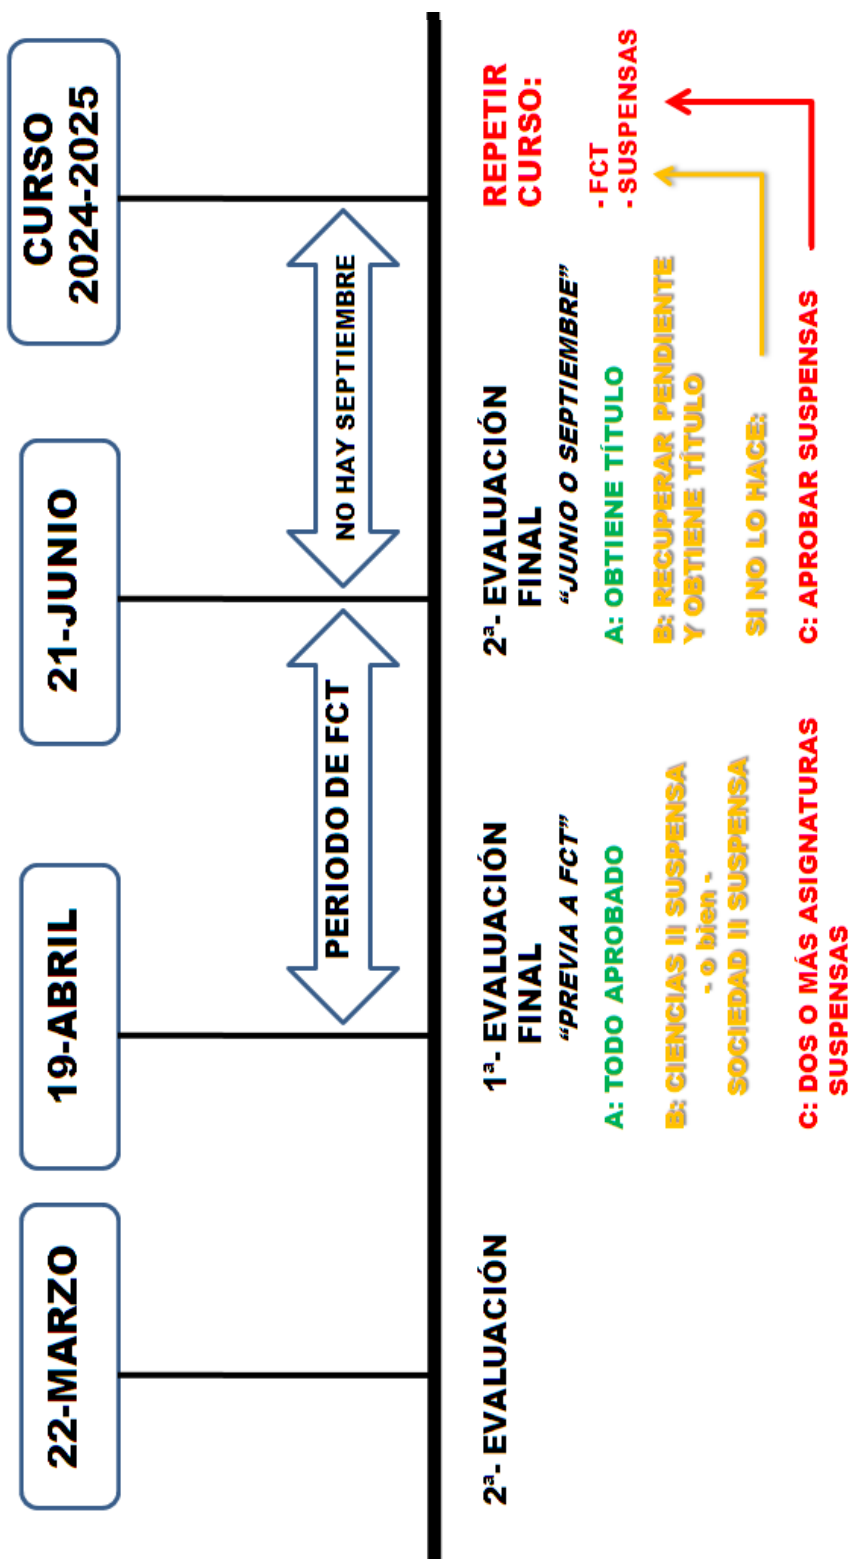 22-MARZO
19-ABRIL
21-JUNIO
CURSO
2024-2025
PERIODO DE FCT
NO HAY SEPTIEMBRE
2ª- EVALUACIÓN
1ª- EVALUACIÓN
FINAL
"PREVIA A FCT"
A: TODO APROBADO
B: CIENCIAS II SUSPENSA
- o bien -
SOCIEDAD II SUSPENSA
C: DOS O MÁS ASIGNATURAS
SUSPENSAS
2ª- EVALUACIÓN
FINAL
"JUNIO O SEPTIEMBRE"
A: OBTIENE TÍTULO
B: RECUPERAR PENDIENTE
Y OBTIENE TÍTULO
SI NO LO HACE:
C: APROBAR SUSPENSAS
REPETIR
CURSO:
- FCT
- SUSPENSAS